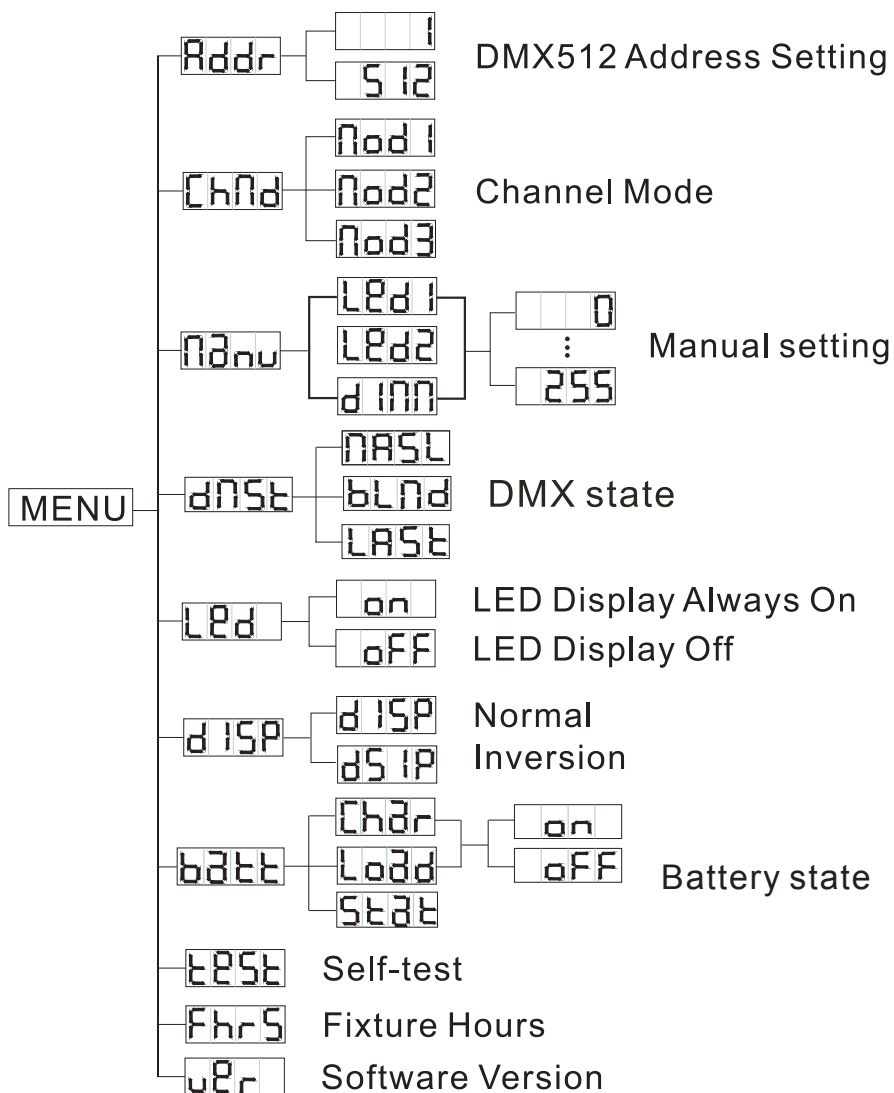 MENU
Addr
1
512
DMX512 Address Setting
ChMd
Mod1
Mod2
Mod3
Channel Mode
Manu
Led1
Led2
dIMM
0
⋮
255
Manual setting
dMSt
MASL
bLMd
LASt
DMX state
Led
on
LED Display Always On
oFF
LED Display Off
dISP
dISP
Normal
dSIP
Inversion
batt
Char
Load
Stat
on
oFF
Battery state
teSt
Self-test
FhrS
Fixture Hours
ver
Software Version